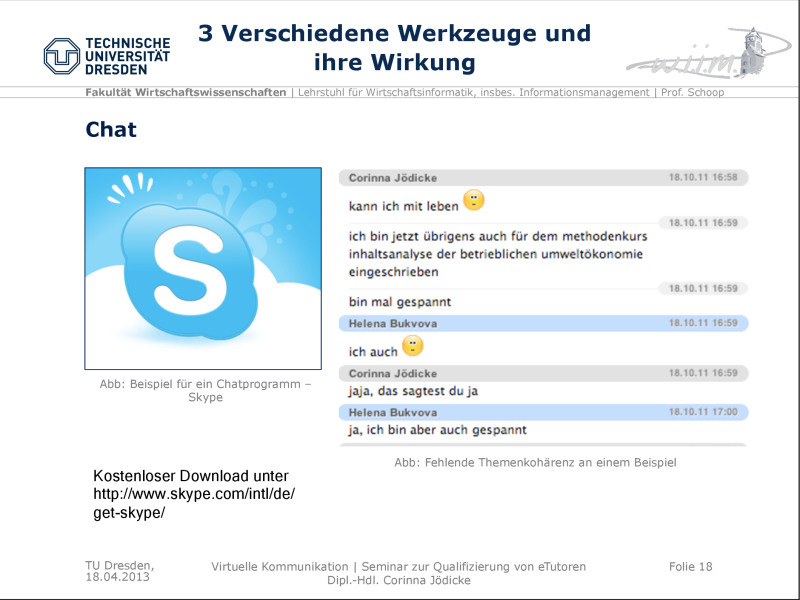 3 Verschiedene Werkzeuge und
ihre Wirkung
TECHNISCHE
UNIVERSITÄT
DRESDEN
w.i.i.m.
Fakultät Wirtschaftswissenschaften | Lehrstuhl für Wirtschaftsinformatik, insbes. Informationsmanagement | Prof. Schoop
Chat
S
Abb: Beispiel für ein Chatprogramm –
Skype
Kostenloser Download unter
http://www.skype.com/intl/de/
get-skype/
Corinna Jödicke 18.10.11 16:58
kann ich mit leben
18.10.11 16:59
ich bin jetzt übrigens auch für dem methodenkurs
inhaltsanalyse der betrieblichen umweltökonomie
eingeschrieben
18.10.11 16:59
bin mal gespannt
Helena Bukvova 18.10.11 16:59
ich auch
Corinna Jödicke 18.10.11 16:59
jaja, das sagtest du ja
Helena Bukvova 18.10.11 17:00
ja, ich bin aber auch gespannt
Abb: Fehlende Themenkohärenz an einem Beispiel
TU Dresden,
18.04.2013
Virtuelle Kommunikation | Seminar zur Qualifizierung von eTutoren
Dipl.-Hdl. Corinna Jödicke
Folie 18